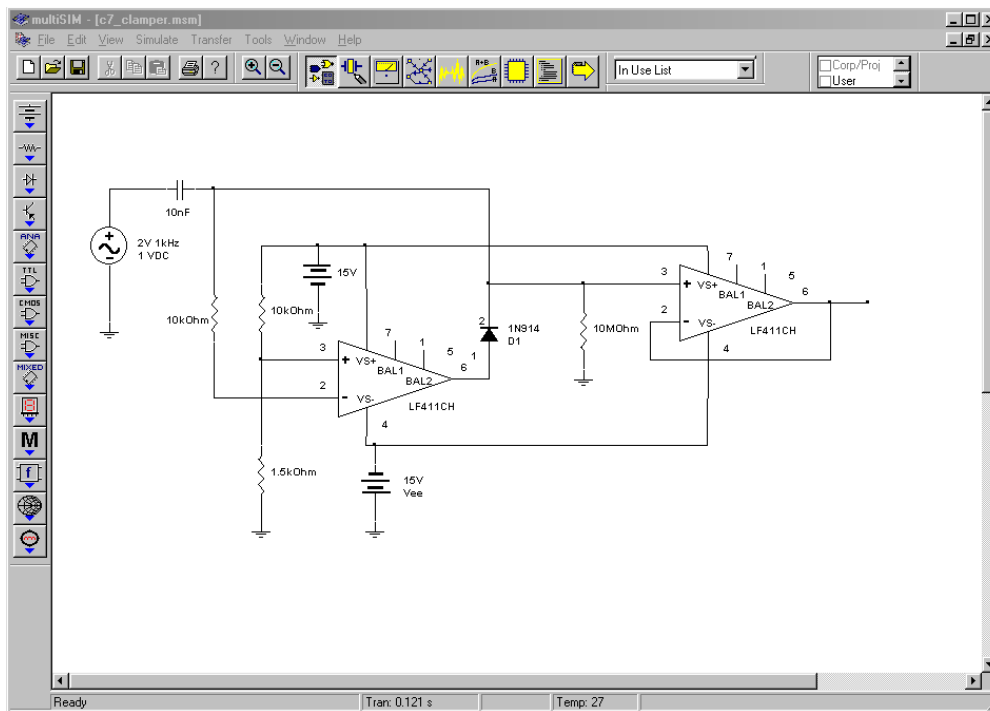 multiSIM - [c7_clamper.msm]
File Edit View Simulate Transfer Tools Window Help
In Use List
Corp/Proj
User
ANA
TTL
CMOS
MISC
MIXED
M
f
10nF
2V 1kHz
1 VDC
10kOhm
10kOhm
15V
3
2
7
1
5
6
4
VS+
BAL1
BAL2
VS-
LF411CH
1.5kOhm
15V
Vee
2
1
1N914
D1
10MOhm
3
2
7
1
5
6
4
VS+
BAL1
BAL2
VS-
LF411CH
Ready
Tran: 0.121 s
Temp: 27